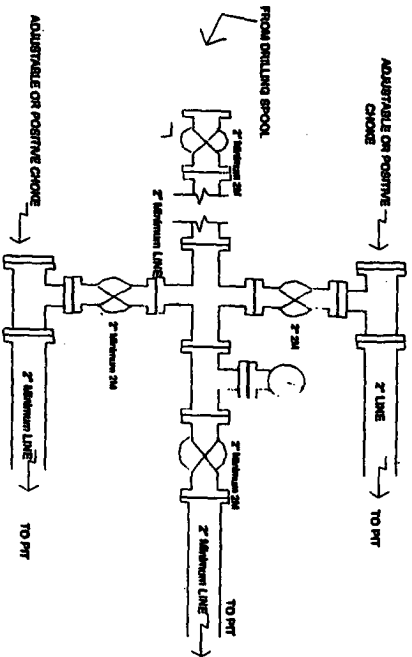 FROM DRILLING SPOOL
ADJUSTABLE OR POSITIVE
CHOKE
2" LINE
TO PIT
2" 2M
2" Minimum 2M
2" Minimum LINE
2" Minimum 2M
2" Minimum LINE
TO PIT
2" Minimum 2M
ADJUSTABLE OR POSITIVE CHOKE
2" Minimum LINE
TO PIT